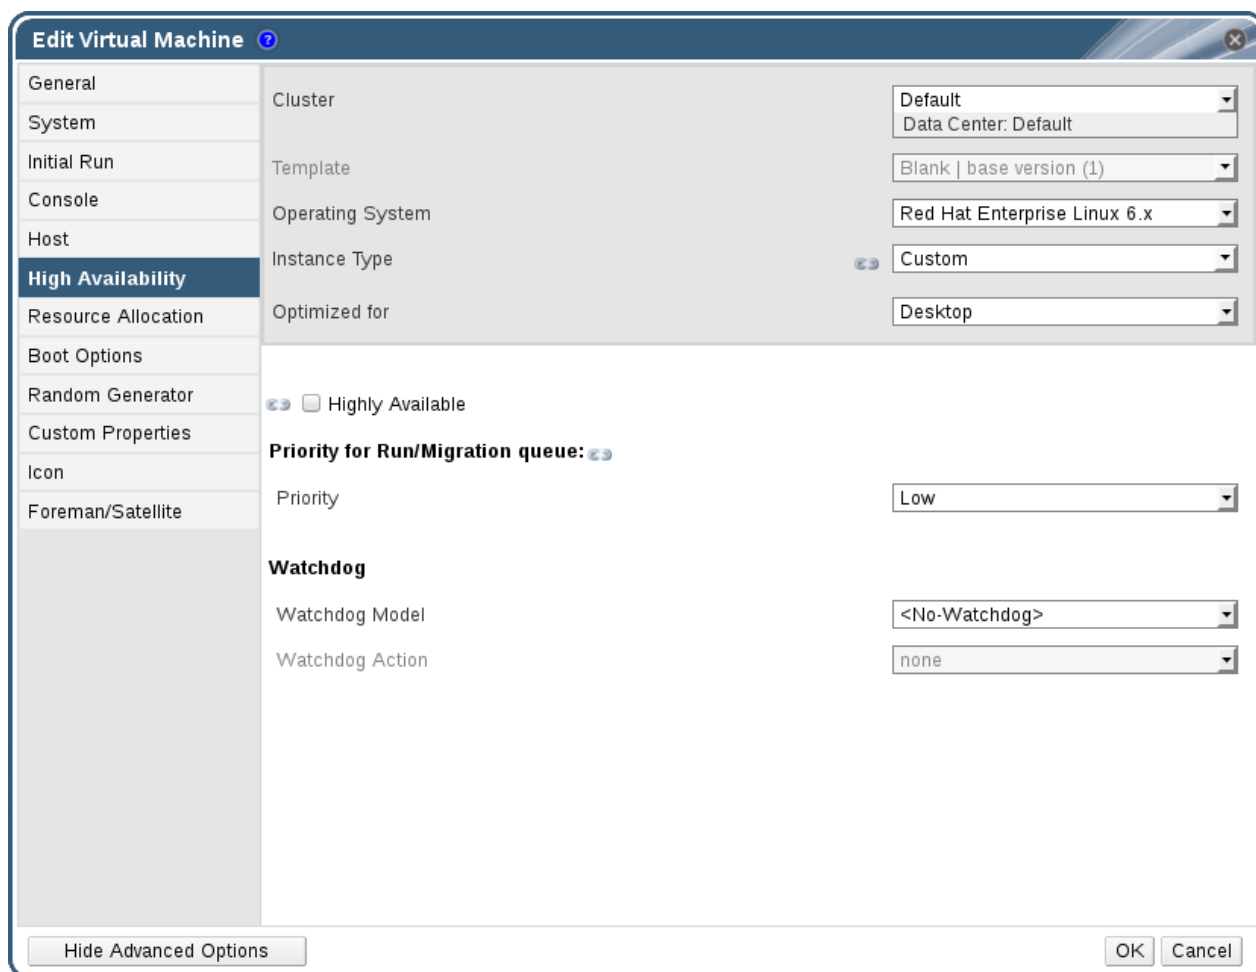 Edit Virtual Machine ?
General
System
Initial Run
Console
Host
High Availability
Resource Allocation
Boot Options
Random Generator
Custom Properties
Icon
Foreman/Satellite
Cluster Default
Data Center: Default
Template Blank | base version (1)
Operating System Red Hat Enterprise Linux 6.x
Instance Type Custom
Optimized for Desktop
Highly Available
Priority for Run/Migration queue:
Priority Low
Watchdog
Watchdog Model <No-Watchdog>
Watchdog Action none
Hide Advanced Options OK Cancel